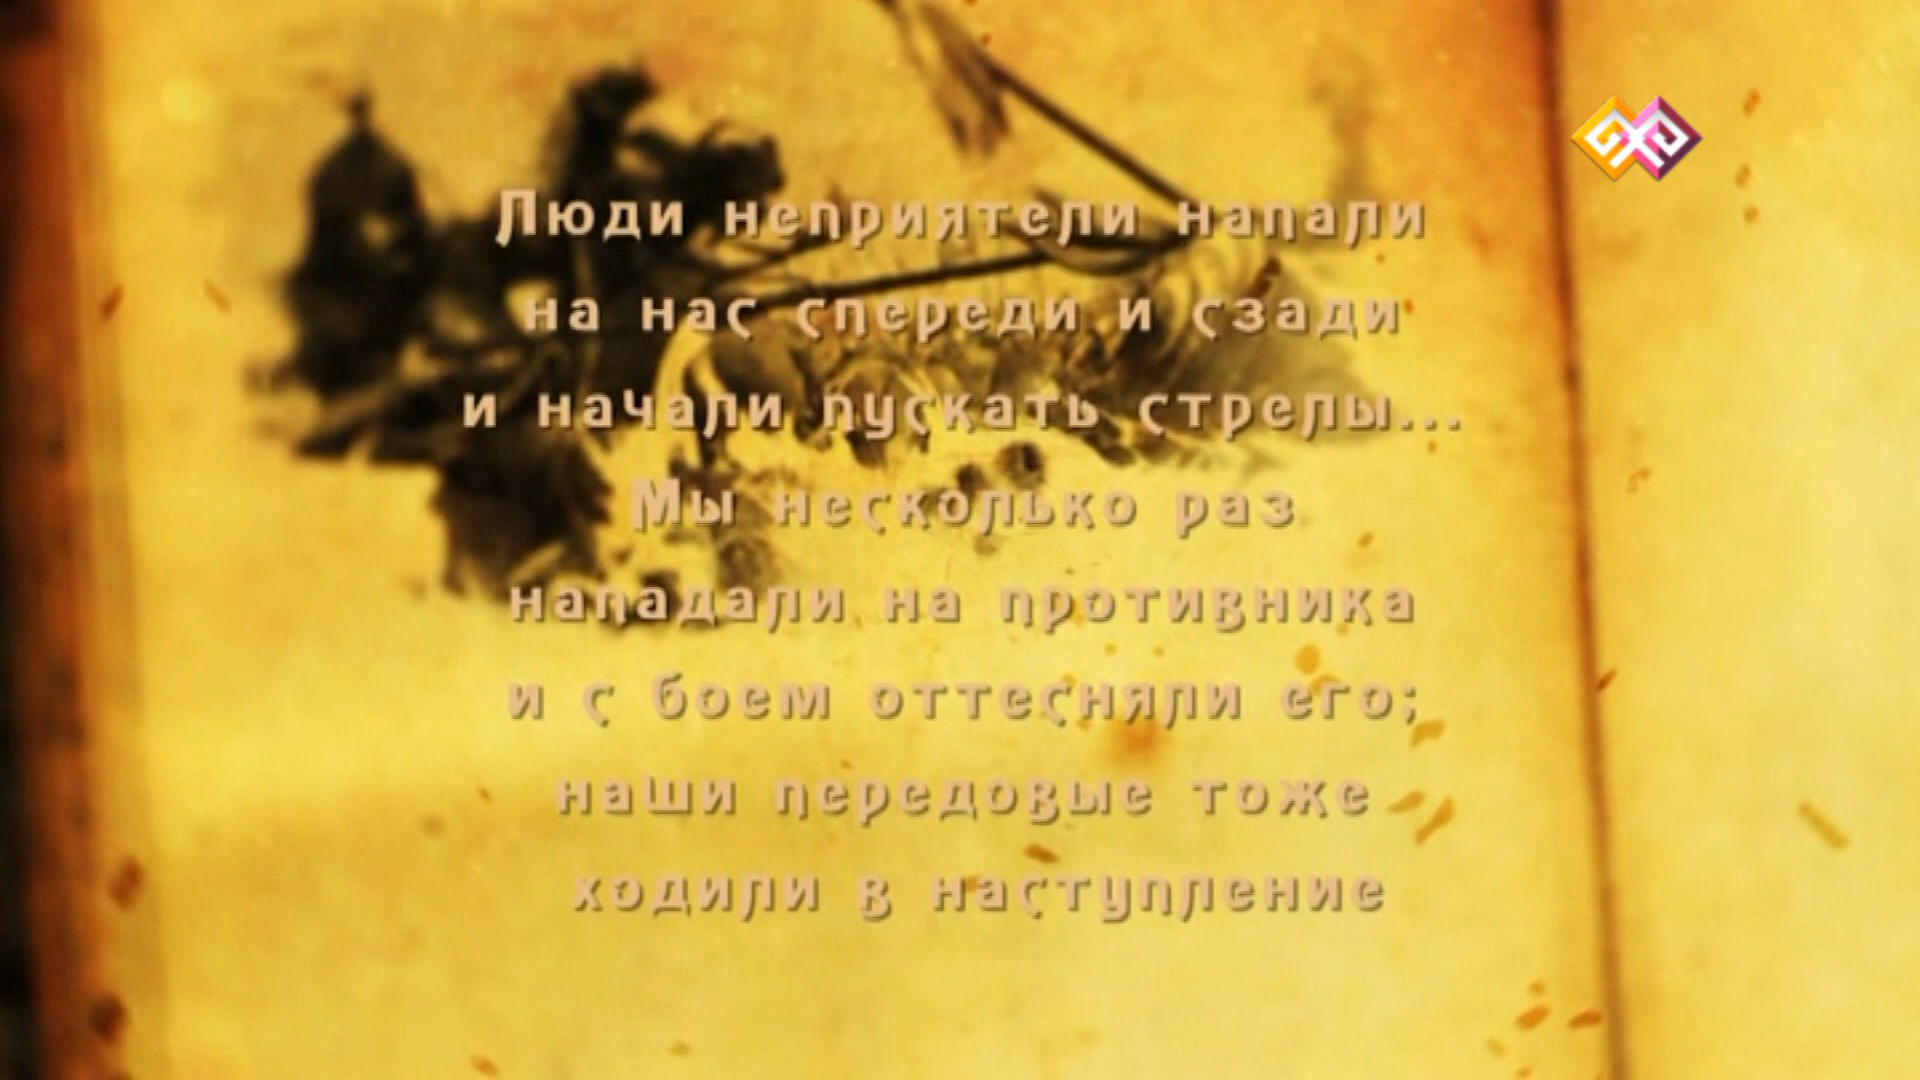 Люди неприятели напали
на нас спереди и сзади
и начали пускать стрелы...
Мы несколько раз
нападали на противника
и с боем оттесняли его;
наши передовые тоже
ходили в наступление